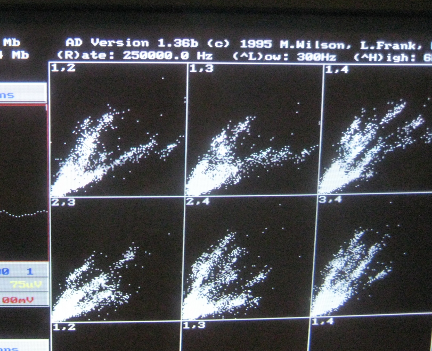 Mb AD Version 1.36b (c) 1995 M.Wilson, L.Frank,
Mb (R)ate: 250000.0 Hz (^L)ow: 300Hz (^H)igh:
1,2 1,3 1,4
ns
2,3 2,4 3,4
1
75uV
00mV
1,2 1,3 1,4
ns